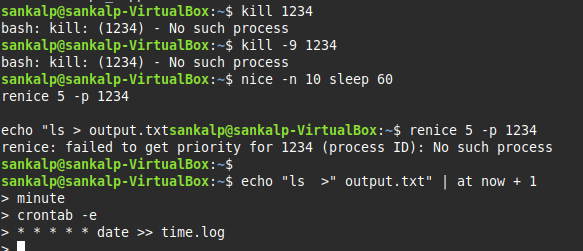 sankalp@sankalp-VirtualBox:~$ kill 1234
bash: kill: (1234) - No such process
sankalp@sankalp-VirtualBox:~$ kill -9 1234
bash: kill: (1234) - No such process
sankalp@sankalp-VirtualBox:~$ nice -n 10 sleep 60
renice 5 -p 1234

echo "ls > output.txtsankalp@sankalp-VirtualBox:~$ renice 5 -p 1234
renice: failed to get priority for 1234 (process ID): No such process
sankalp@sankalp-VirtualBox:~$
sankalp@sankalp-VirtualBox:~$ echo "ls  >" output.txt" | at now + 1
> minute
> crontab -e
> * * * * * date >> time.log
>